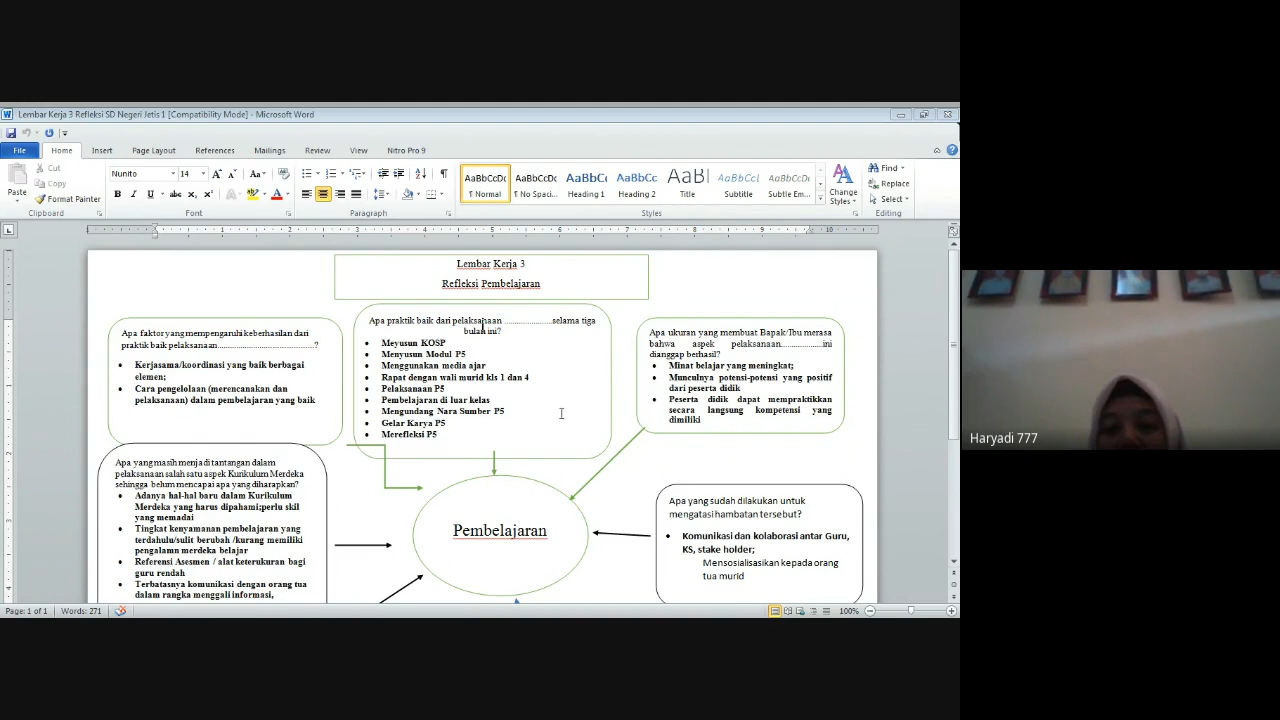 Lembar Kerja 3 Refleksi SD Negeri Jetis 1 [Compatibility Mode] - Microsoft Word
File Home Insert Page Layout References Mailings Review View Nitro Pro 9
Paste
Cut
Copy
Format Painter
Clipboard
Nunito 14
Font
Paragraph
AaBbCcDc AaBbCcDc AaBbC AaBbCc AaBl AaBbCcl AaBbCcDc
¶ Normal ¶ No Spaci... Heading 1 Heading 2 Title Subtitle Subtle Em...
Styles
Change Styles
Find
Replace
Select
Editing
Lembar Kerja 3
Refleksi Pembelajaran
Apa faktor yang mempengaruhi keberhasilan dari
praktik baik pelaksanaan......................................?
• Kerjasama/koordinasi yang baik berbagai
elemen;
• Cara pengelolaan (merencanakan dan
pelaksanaan) dalam pembelajaran yang baik
Apa praktik baik dari pelaksanaan ...................selama tiga
bulan ini?
• Meyusun KOSP
• Menyusun Modul P5
• Menggunakan media ajar
• Rapat dengan wali murid kls 1 dan 4
• Pelaksanaan P5
• Pembelajaran di luar kelas
• Mengundang Nara Sumber P5
• Gelar Karya P5
• Merefleksi P5
Apa ukuran yang membuat Bapak/Ibu merasa
bahwa aspek pelaksanaan.................ini
dianggap berhasil?
• Minat belajar yang meningkat;
• Munculnya potensi-potensi yang positif
dari peserta didik
• Peserta didik dapat mempraktikkan
secara langsung kompetensi yang
dimiliki
Apa yang masih menjadi tantangan dalam
pelaksanaan salah satu aspek Kurikulum Merdeka
sehingga belum mencapai apa yang diharapkan?
• Adanya hal-hal baru dalam Kurikulum
Merdeka yang harus dipahami;perlu skil
yang memadai
• Tingkat kenyamanan pembelajaran yang
terdahulu/sulit berubah /kurang memiliki
pengalamn merdeka belajar
• Referensi Asesmen / alat keterukuran bagi
guru rendah
• Terbatasnya komunikasi dengan orang tua
dalam rangka menggali informasi,
Pembelajaran
Apa yang sudah dilakukan untuk
mengatasi hambatan tersebut?
• Komunikasi dan kolaborasi antar Guru,
KS, stake holder;
Mensosialisasikan kepada orang
tua murid
Haryadi 777
Page: 1 of 1 Words: 271 100%